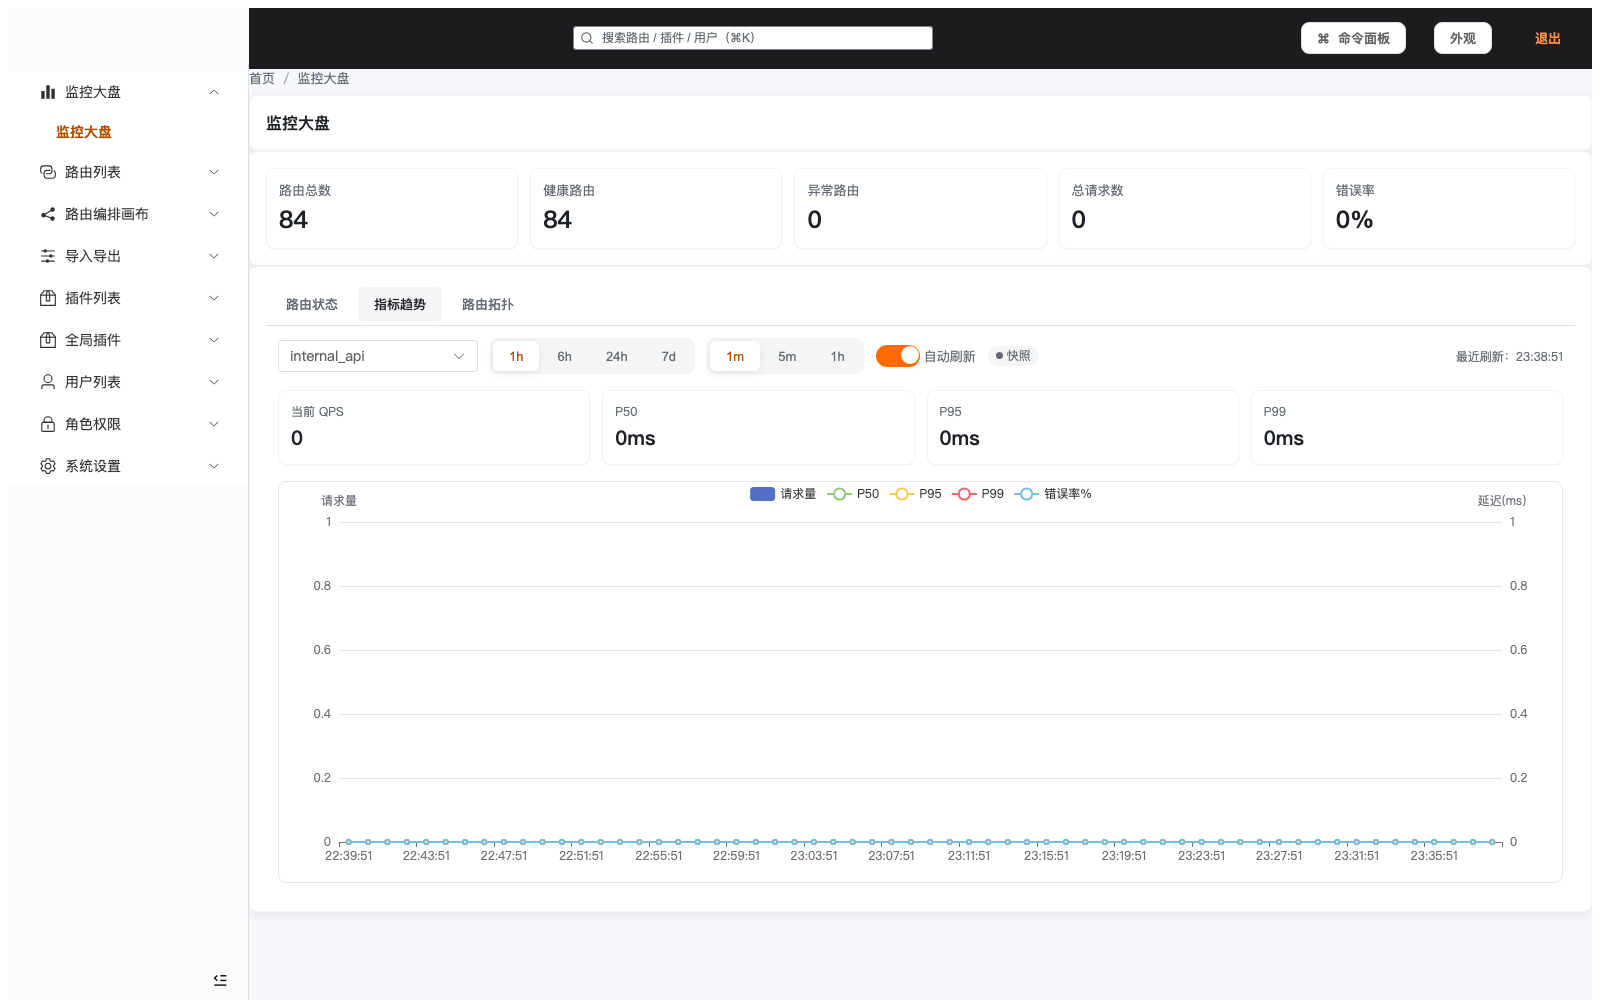 搜索路由 / 插件 / 用户（⌘K）
⌘ 命令面板
外观
退出
监控大盘
监控大盘
路由列表
路由编排画布
导入导出
插件列表
全局插件
用户列表
角色权限
系统设置
首页 / 监控大盘
监控大盘
路由总数
84
健康路由
84
异常路由
0
总请求数
0
错误率
0%
路由状态 指标趋势 路由拓扑
internal_api 1h 6h 24h 7d 1m 5m 1h 自动刷新 快照 最近刷新：23:38:51
当前 QPS
0
P50
0ms
P95
0ms
P99
0ms
请求量 P50 P95 P99 错误率%
请求量 延迟(ms)
1 1
0.8 0.8
0.6 0.6
0.4 0.4
0.2 0.2
0 0
22:39:51 22:43:51 22:47:51 22:51:51 22:55:51 22:59:51 23:03:51 23:07:51 23:11:51 23:15:51 23:19:51 23:23:51 23:27:51 23:31:51 23:35:51